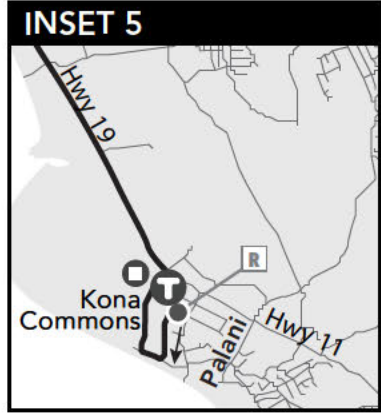 INSET 5
Hwy 19
R
T
Kona
Commons
Hwy 11
Palani